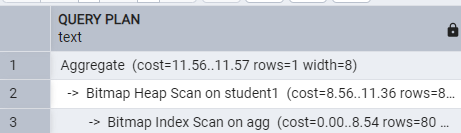 QUERY PLAN
text
1 Aggregate (cost=11.56..11.57 rows=1 width=8)
2 -> Bitmap Heap Scan on student1 (cost=8.56..11.36 rows=8…
3 -> Bitmap Index Scan on agg (cost=0.00..8.54 rows=80 …